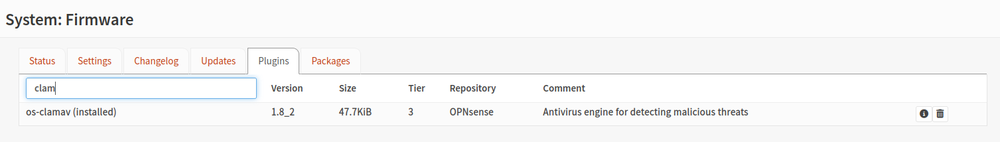 System: Firmware
Status Settings Changelog Updates Plugins Packages
clam Version Size Tier Repository Comment
os-clamav (installed) 1.8_2 47.7KiB 3 OPNsense Antivirus engine for detecting malicious threats